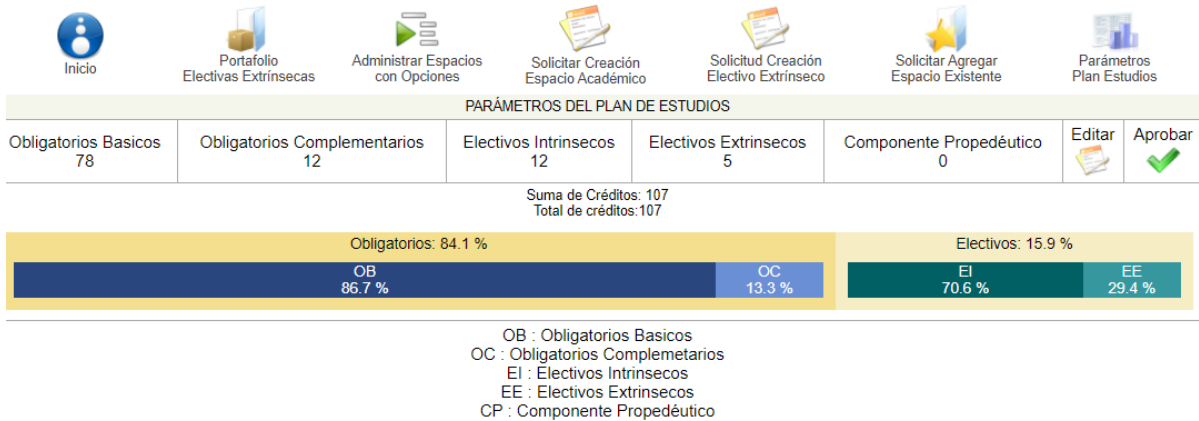 Inicio
Portafolio
Electivas Extrínsecas
Administrar Espacios
con Opciones
Solicitar Creación
Espacio Académico
Solicitud Creación
Electivo Extrínseco
Solicitar Agregar
Espacio Existente
Parámetros
Plan Estudios
PARÁMETROS DEL PLAN DE ESTUDIOS
Obligatorios Basicos
78
Obligatorios Complementarios
12
Electivos Intrinsecos
12
Electivos Extrinsecos
5
Componente Propedéutico
0
Editar
Aprobar
Suma de Créditos: 107
Total de créditos:107
Obligatorios: 84.1 %
Electivos: 15.9 %
OB
86.7 %
OC
13.3 %
EI
70.6 %
EE
29.4 %
OB : Obligatorios Basicos
OC : Obligatorios Complemetarios
EI : Electivos Intrinsecos
EE : Electivos Extrinsecos
CP : Componente Propedéutico